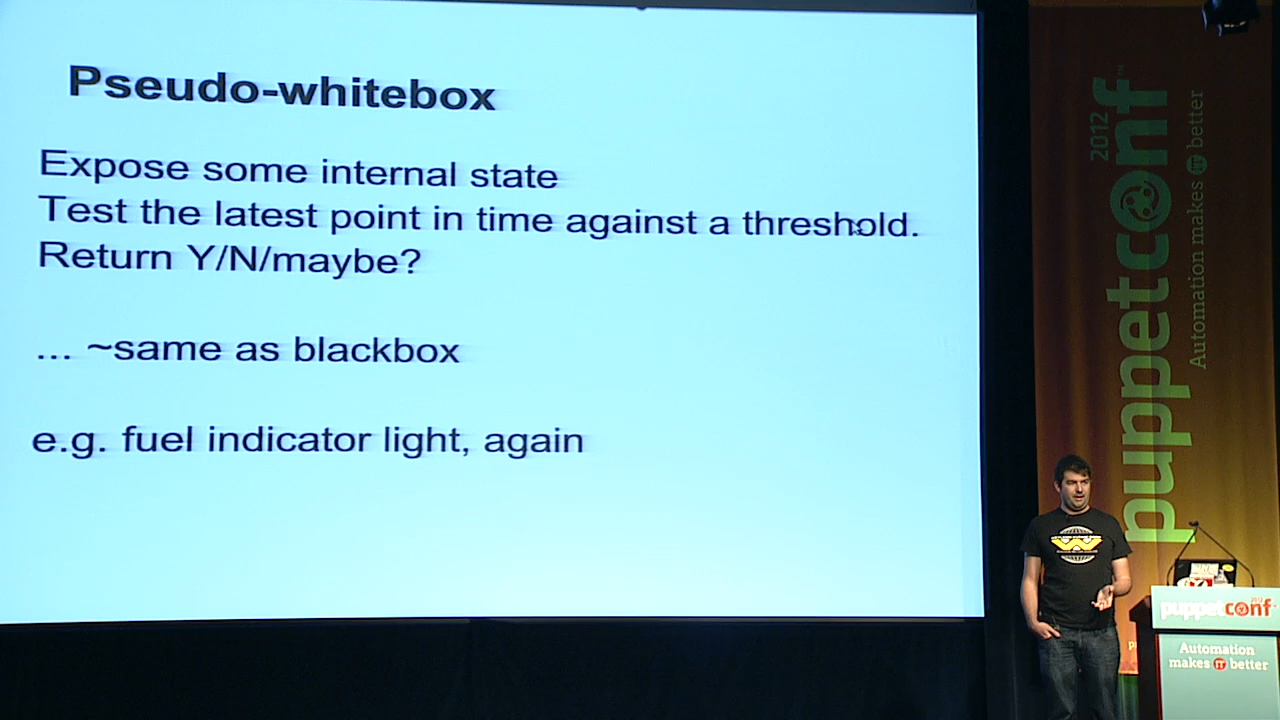 Pseudo-whitebox
Expose some internal state
Test the latest point in time against a threshold.
Return Y/N/maybe?
... ~same as blackbox
e.g. fuel indicator light, again
puppetconf™ 2012
Automation makes IT better
puppetconf
Automation
makes IT better